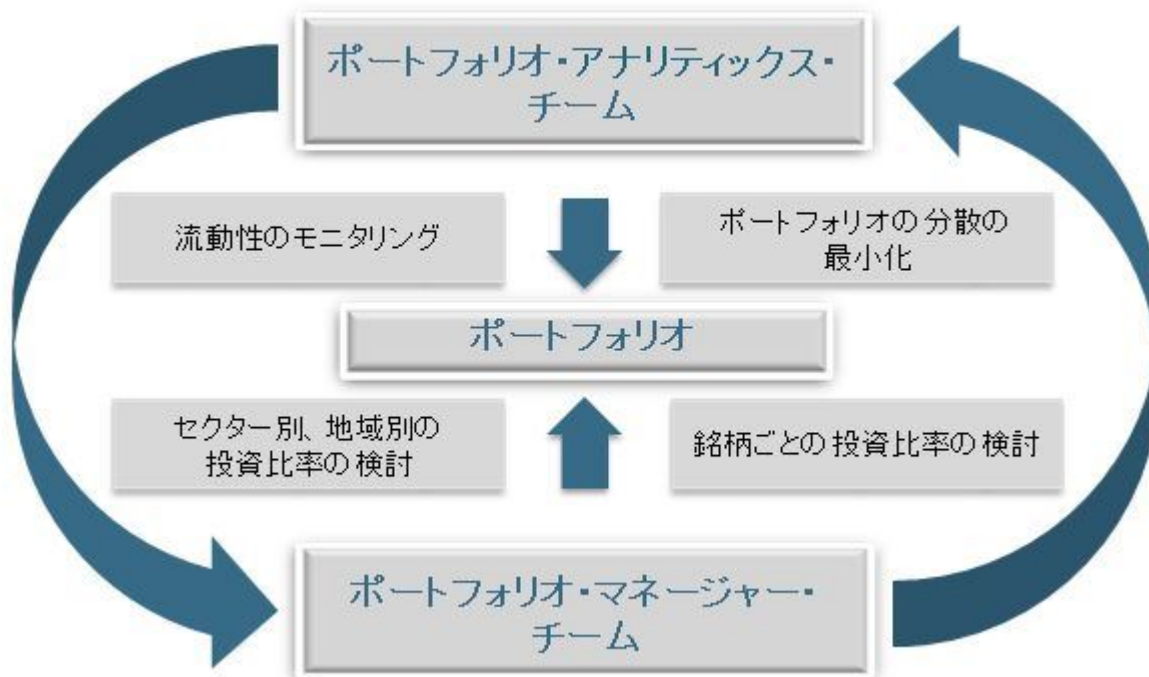 ポートフォリオ・アナリティックス・
チーム
流動性のモニタリング
ポートフォリオの分散の
最小化
ポートフォリオ
セクター別、地域別の
投資比率の検討
銘柄ごとの投資比率の検討
ポートフォリオ・マネージャー・
チーム